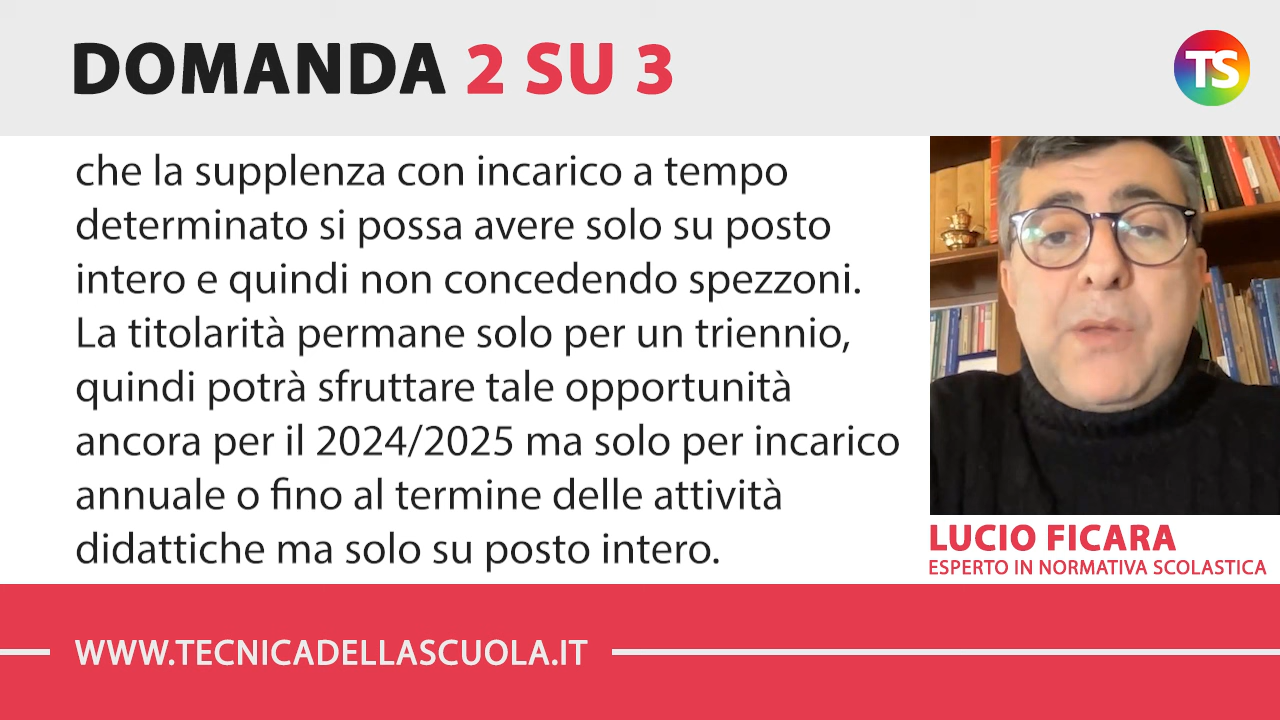 DOMANDA 2 SU 3
TS
che la supplenza con incarico a tempo
determinato si possa avere solo su posto
intero e quindi non concedendo spezzoni.
La titolarità permane solo per un triennio,
quindi potrà sfruttare tale opportunità
ancora per il 2024/2025 ma solo per incarico
annuale o fino al termine delle attività
didattiche ma solo su posto intero.
LUCIO FICARA
ESPERTO IN NORMATIVA SCOLASTICA
WWW.TECNICADELLASCUOLA.IT